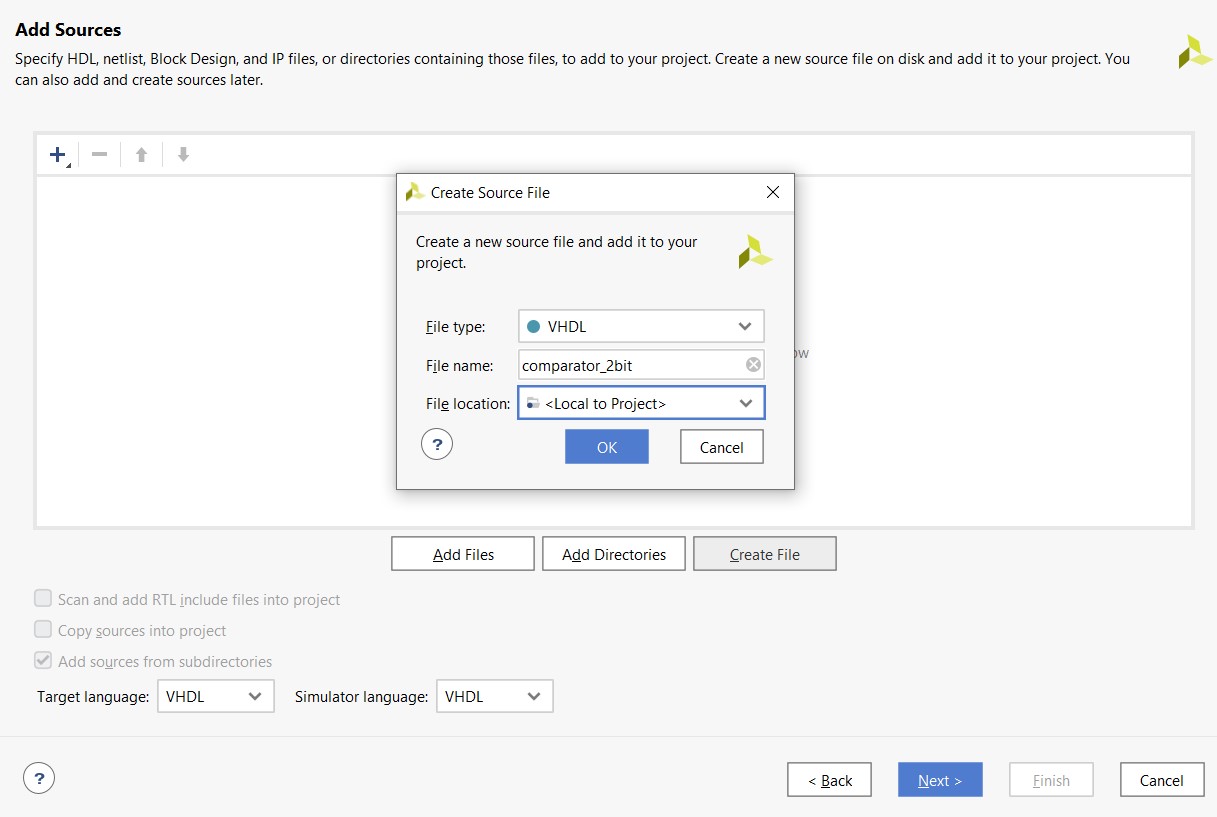 Add Sources
Specify HDL, netlist, Block Design, and IP files, or directories containing those files, to add to your project. Create a new source file on disk and add it to your project. You
can also add and create sources later.
Create Source File
Create a new source file and add it to your
project.
File type: VHDL
File name: comparator_2bit
File location: <Local to Project>
?
OK Cancel
Add Files Add Directories Create File
Scan and add RTL include files into project
Copy sources into project
Add sources from subdirectories
Target language: VHDL Simulator language: VHDL
? < Back Next > Finish Cancel